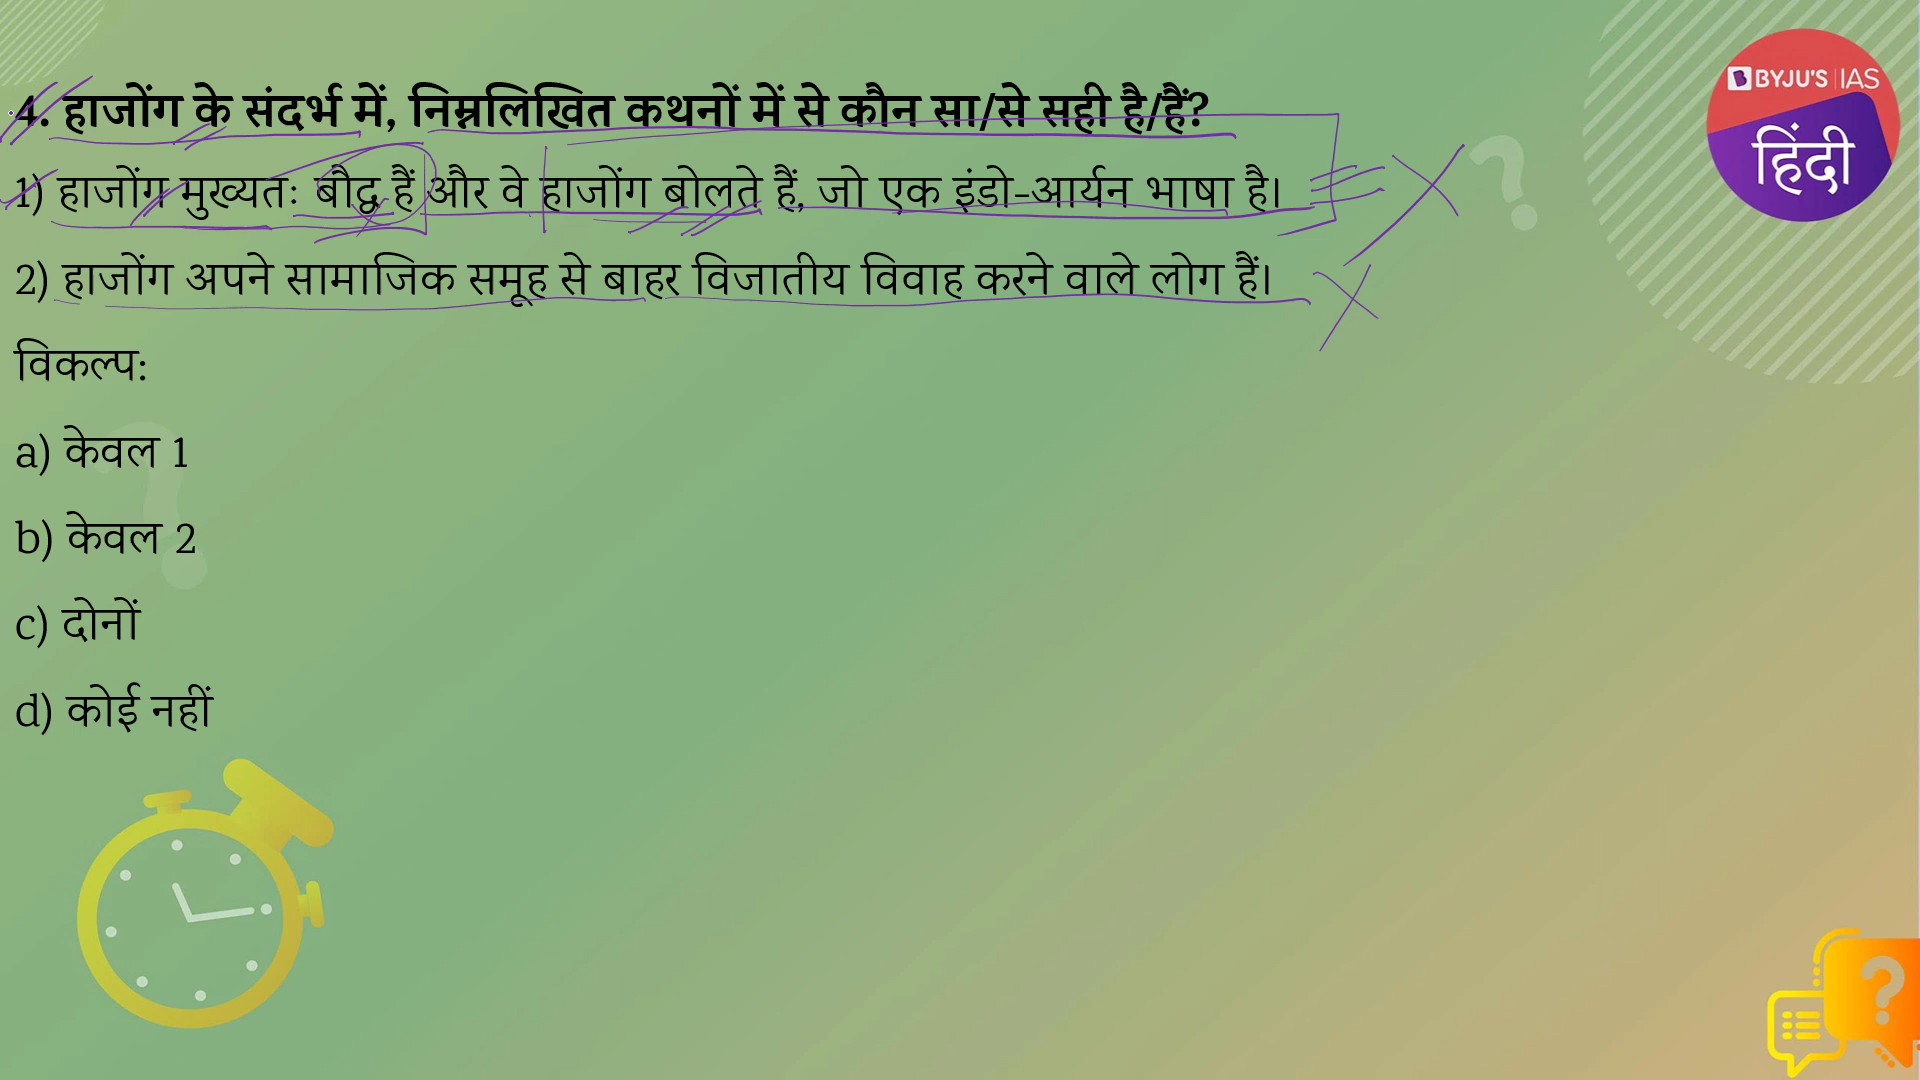 4. हाजोंग के संदर्भ में, निम्नलिखित कथनों में से कौन सा/से सही है/हैं?
1) हाजोंग मुख्यतः बौद्ध हैं और वे हाजोंग बोलते हैं, जो एक इंडो-आर्यन भाषा है।
2) हाजोंग अपने सामाजिक समूह से बाहर विजातीय विवाह करने वाले लोग हैं।
विकल्प:
a) केवल 1
b) केवल 2
c) दोनों
d) कोई नहीं
BYJU'S IAS
हिंदी